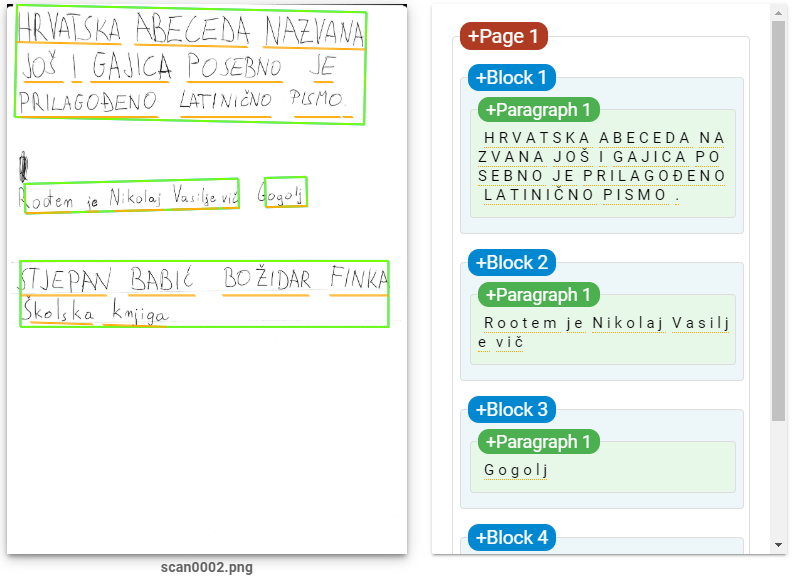 HRVATSKA ABECEDA NAZVANA
JOŠ I GAJICA POSEBNO JE
PRILAGOĐENO LATINIČNO PISMO.
Rođem je Nikolaj Vasiljevič Gogolj
STJEPAN BABIĆ BOŽIDAR FINKA
Školska knjiga
scan0002.png
+Page 1
+Block 1
+Paragraph 1
HRVATSKA ABECEDA NA
ZVANA JOŠ I GAJICA PO
SEBNO JE PRILAGOĐENO
LATINIČNO PISMO .
+Block 2
+Paragraph 1
Rootem je Nikolaj Vasilj
e vič
+Block 3
+Paragraph 1
Gogolj
+Block 4